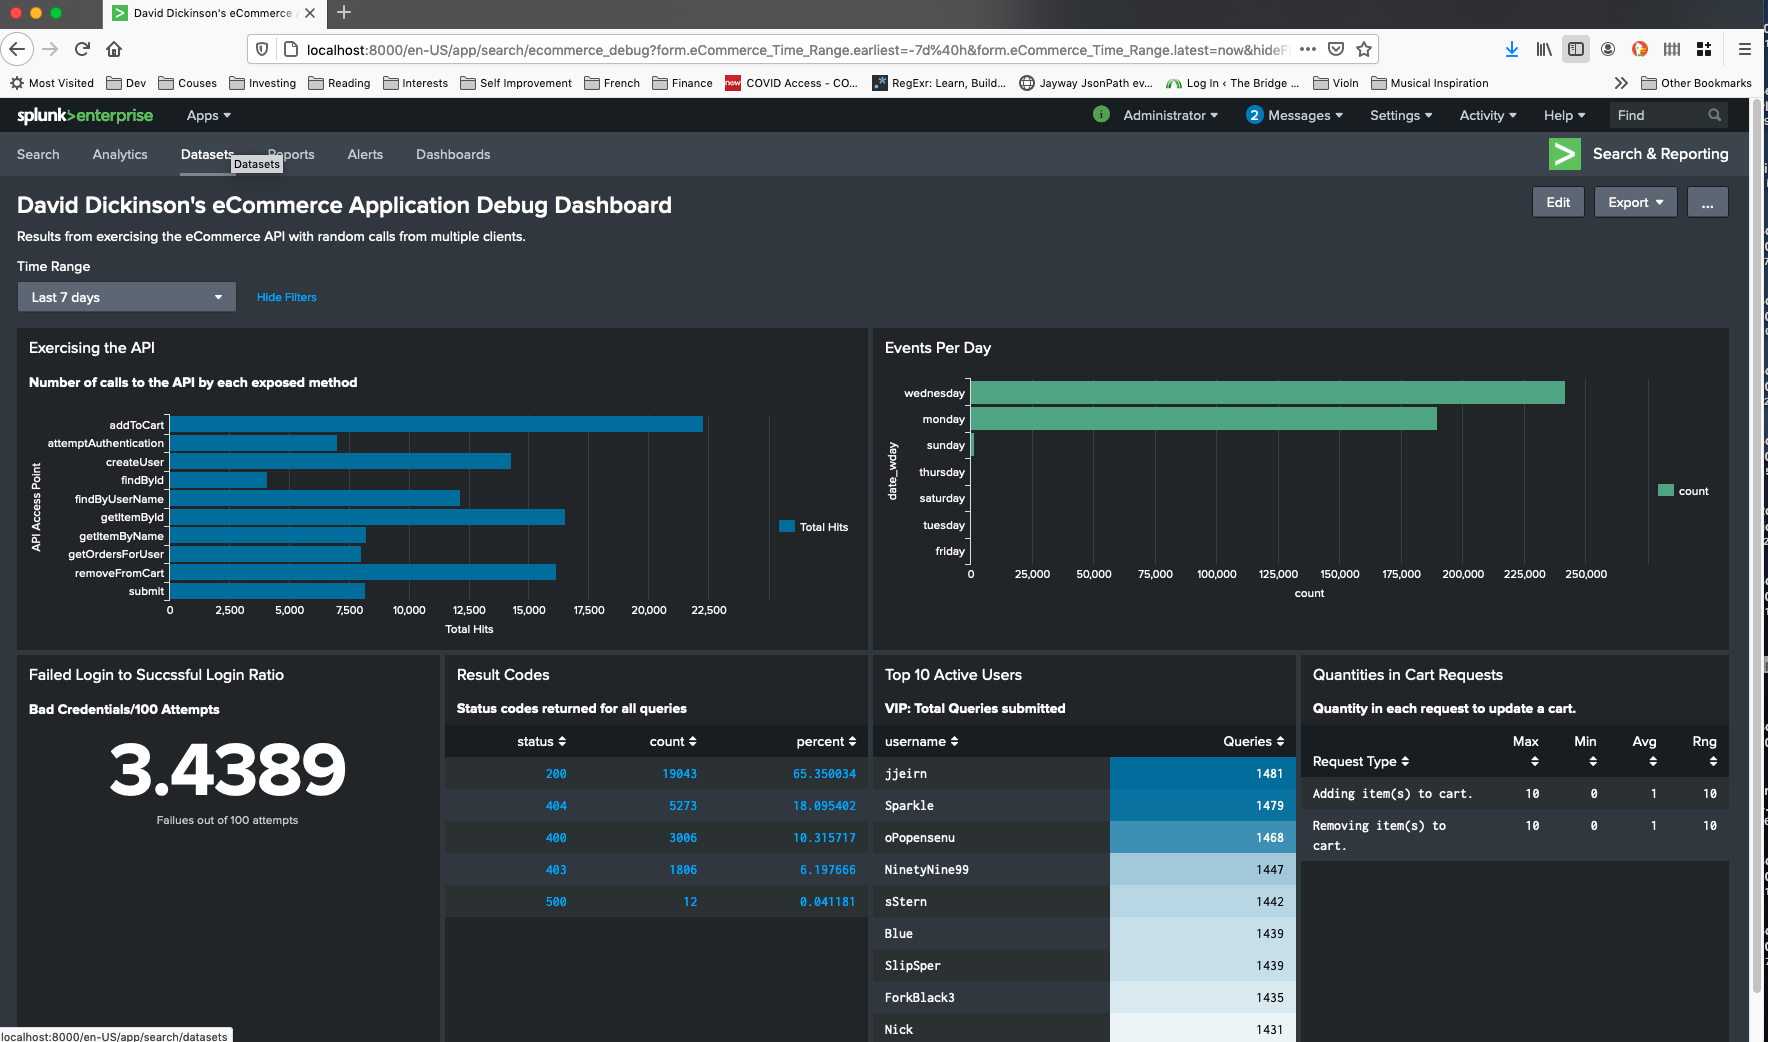 David Dickinson's eCommerce
localhost:8000/en-US/app/search/ecommerce_debug?form.eCommerce_Time_Range.earliest=-7d%40h&form.eCommerce_Time_Range.latest=now&hideFi
Most Visited Dev Couses Investing Reading Interests Self Improvement French Finance now COVID Access - CO... RegExr: Learn, Build... Jayway JsonPath ev... Log In ‹ The Bridge ... Violn Musical Inspiration Other Bookmarks
splunk>enterprise Apps i Administrator 2 Messages Settings Activity Help Find
Search Analytics Datasets Reports Alerts Dashboards Search & Reporting
Datasets
David Dickinson's eCommerce Application Debug Dashboard
Edit Export ...
Results from exercising the eCommerce API with random calls from multiple clients.
Time Range
Last 7 days Hide Filters
Exercising the API
Number of calls to the API by each exposed method
API Access Point
addToCart
attemptAuthentication
createUser
findById
findByUserName
getItemById
getItemByName
getOrdersForUser
removeFromCart
submit
0 2,500 5,000 7,500 10,000 12,500 15,000 17,500 20,000 22,500
Total Hits
Total Hits
Events Per Day
date_wday
wednesday
monday
sunday
thursday
saturday
tuesday
friday
0 25,000 50,000 75,000 100,000 125,000 150,000 175,000 200,000 225,000 250,000
count
count
Failed Login to Succssful Login Ratio
Bad Credentials/100 Attempts
3.4389
Failues out of 100 attempts
Result Codes
Status codes returned for all queries
status count percent
200 19043 65.350034
404 5273 18.095402
400 3006 10.315717
403 1806 6.197666
500 12 0.041181
Top 10 Active Users
VIP: Total Queries submitted
username Queries
jjeirn 1481
Sparkle 1479
oPopensenu 1468
NinetyNine99 1447
sStern 1442
Blue 1439
SlipSper 1439
ForkBlack3 1435
Nick 1431
Quantities in Cart Requests
Quantity in each request to update a cart.
Request Type Max Min Avg Rng
Adding item(s) to cart. 10 0 1 10
Removing item(s) to 10 0 1 10
cart.
localhost:8000/en-US/app/search/datasets